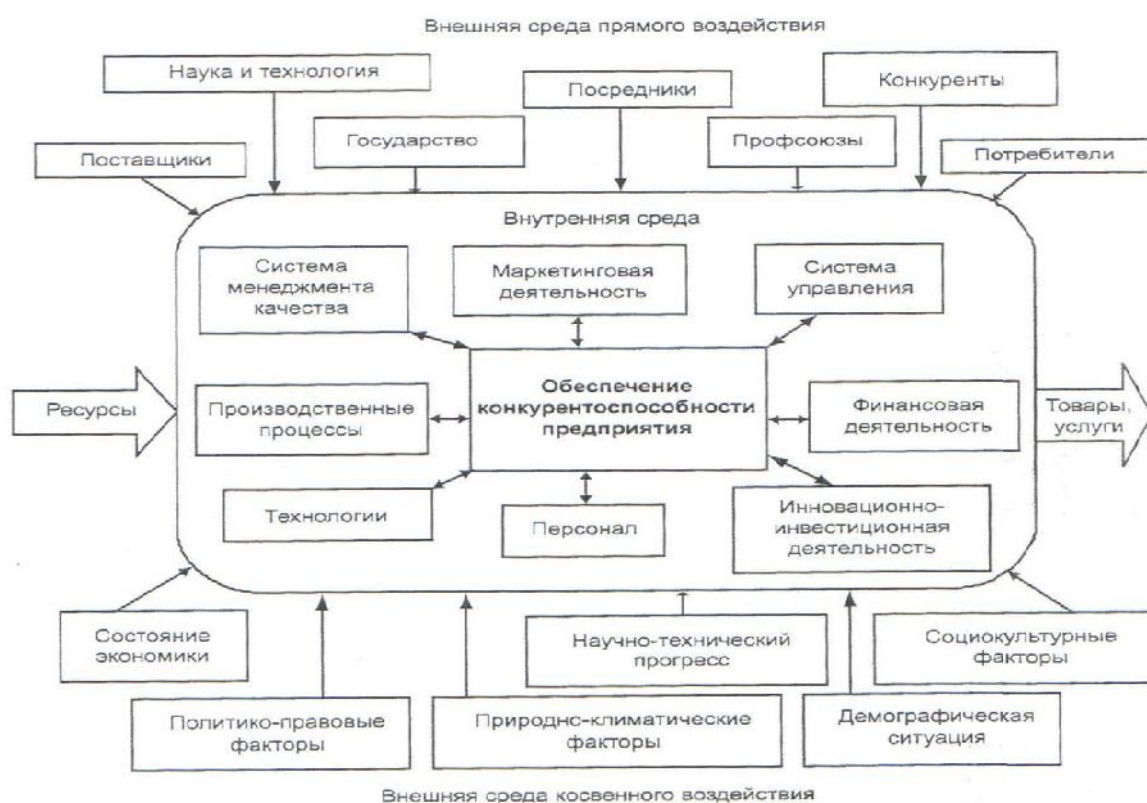 Внешняя среда прямого воздействия
Наука и технология
Посредники
Конкуренты
Государство
Профсоюзы
Поставщики
Потребители
Внутренняя среда
Система
менеджмента
качества
Маркетинговая
деятельность
Система
управления
Обеспечение
конкурентоспособности
предприятия
Ресурсы
Производственные
процессы
Финансовая
деятельность
Товары,
услуги
Технологии
Персонал
Инновационно-
инвестиционная
деятельность
Состояние
экономики
Научно-технический
прогресс
Социокультурные
факторы
Политико-правовые
факторы
Природно-климатические
факторы
Демографическая
ситуация
Внешняя среда косвенного воздействия